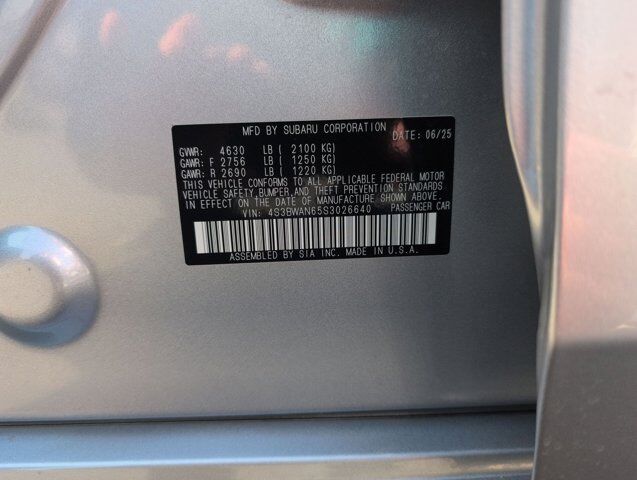 MFD BY SUBARU CORPORATION DATE: 06/25
GVWR: 4630 LB ( 2100 KG)
GAWR: F 2756 LB ( 1250 KG)
GAWR: R 2690 LB ( 1220 KG)
THIS VEHICLE CONFORMS TO ALL APPLICABLE FEDERAL MOTOR
VEHICLE SAFETY, BUMPER, AND THEFT PREVENTION STANDARDS
IN EFFECT ON THE DATE OF MANUFACTURE SHOWN ABOVE.
VIN: 4S3BWAN65S3026640 PASSENGER CAR
ASSEMBLED BY SIA INC. MADE IN U.S.A.